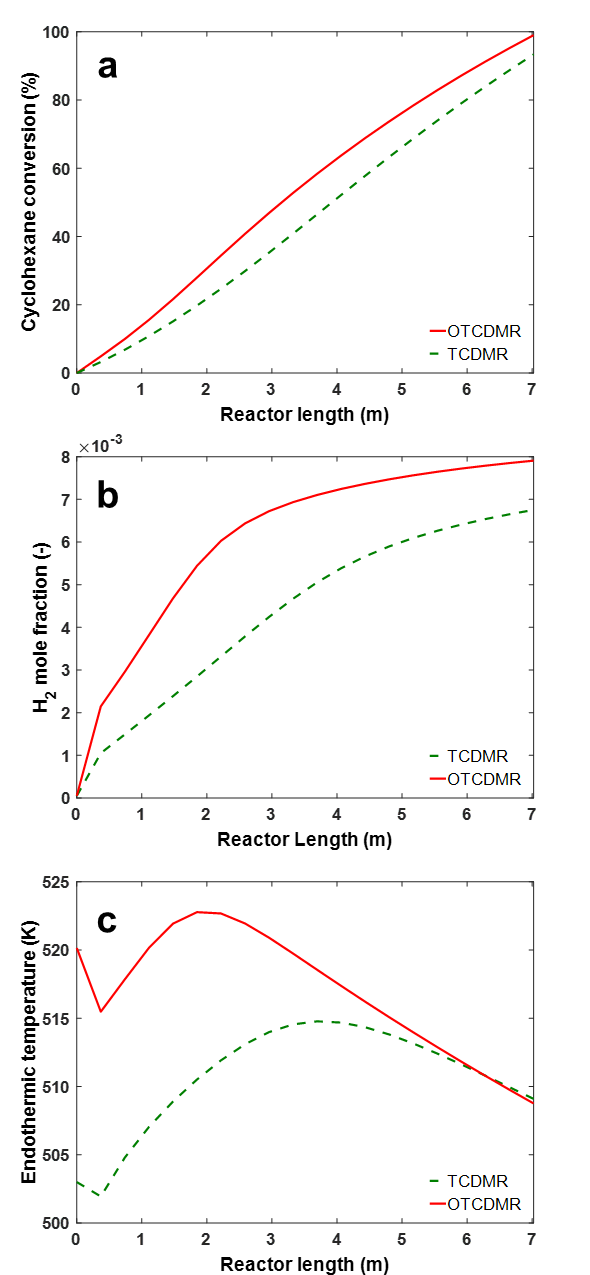 a
Cyclohexane conversion (%)
100
80
60
40
20
0
0 1 2 3 4 5 6 7
Reactor length (m)
OTCDMR
TCDMR
×10-3
b
H2 mole fraction (-)
8
7
6
5
4
3
2
1
0
0 1 2 3 4 5 6 7
Reactor Length (m)
TCDMR
OTCDMR
c
Endothermic temperature (K)
525
520
515
510
505
500
0 1 2 3 4 5 6 7
Reactor length (m)
TCDMR
OTCDMR